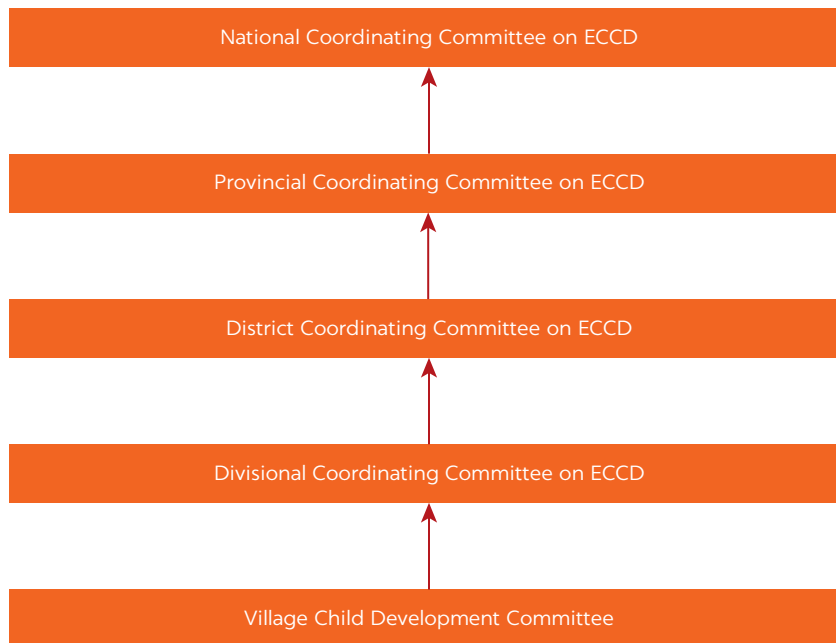 National Coordinating Committee on ECCD
Provincial Coordinating Committee on ECCD
District Coordinating Committee on ECCD
Divisional Coordinating Committee on ECCD
Village Child Development Committee